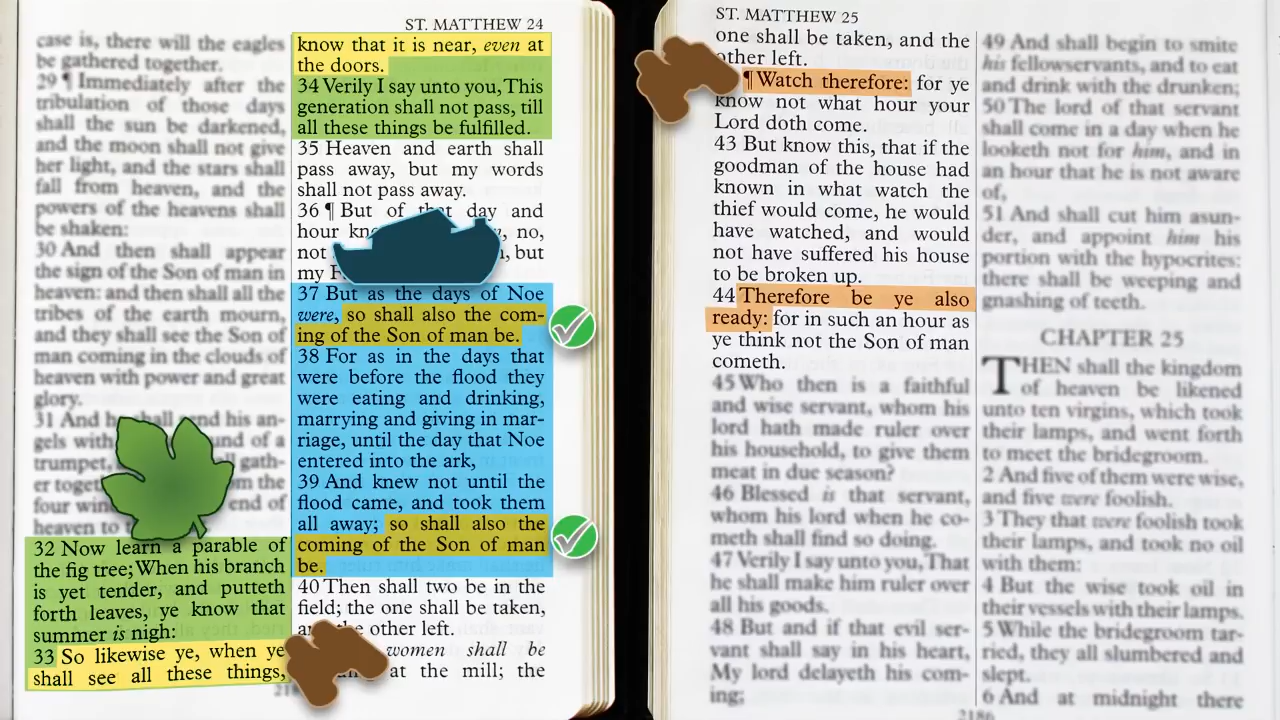 ST. MATTHEW 24
case is, there will the eagles
be gathered together.
29 ¶ Immediately after the
tribulation of those days
shall the sun be darkened,
and the moon shall not give
her light, and the stars shall
fall from heaven, and the
powers of the heavens shall
be shaken:
30 And then shall appear
the sign of the Son of man in
heaven: and then shall all the
tribes of the earth mourn,
and they shall see the Son of
man coming in the clouds of
heaven with power and great
glory.
31 And he shall send his an-
gels with und of a
trumpet, gath-
er toget m the
four win end of
heaven to
32 Now learn a parable of
the fig tree; When his branch
is yet tender, and putteth
forth leaves, ye know that
summer is nigh:
33 So likewise ye, when ye
shall see all these things,
know that it is near, even at
the doors.
34 Verily I say unto you, This
generation shall not pass, till
all these things be fulfilled.
35 Heaven and earth shall
pass away, but my words
shall not pass away.
36 ¶ But of that day and
hour kno , no,
not , but
my F
37 But as the days of Noe
were, so shall also the com-
ing of the Son of man be.
38 For as in the days that
were before the flood they
were eating and drinking,
marrying and giving in mar-
riage, until the day that Noe
entered into the ark,
39 And knew not until the
flood came, and took them
all away; so shall also the
coming of the Son of man
be.
40 Then shall two be in the
field; the one shall be taken,
and the other left.
women shall be
at the mill; the
ST. MATTHEW 25
one shall be taken, and the
other left.
¶ Watch therefore: for ye
know not what hour your
Lord doth come.
43 But know this, that if the
goodman of the house had
known in what watch the
thief would come, he would
have watched, and would
not have suffered his house
to be broken up.
44 Therefore be ye also
ready: for in such an hour as
ye think not the Son of man
cometh.
45 Who then is a faithful
and wise servant, whom his
lord hath made ruler over
his household, to give them
meat in due season?
46 Blessed is that servant,
whom his lord when he co-
meth shall find so doing.
47 Verily I say unto you, That
he shall make him ruler over
all his goods.
48 But and if that evil ser-
vant shall say in his heart,
My lord delayeth his com-
ing;
49 And shall begin to smite
his fellowservants, and to eat
and drink with the drunken;
50 The lord of that servant
shall come in a day when he
looketh not for him, and in
an hour that he is not aware
of,
51 And shall cut him asun-
der, and appoint him his
portion with the hypocrites:
there shall be weeping and
gnashing of teeth.
CHAPTER 25
THEN shall the kingdom
of heaven be likened
unto ten virgins, which took
their lamps, and went forth
to meet the bridegroom.
2 And five of them were wise,
and five were foolish.
3 They that were foolish took
their lamps, and took no oil
with them:
4 But the wise took oil in
their vessels with their lamps.
5 While the bridegroom tar-
ried, they all slumbered and
slept.
6 And at midnight there
2186